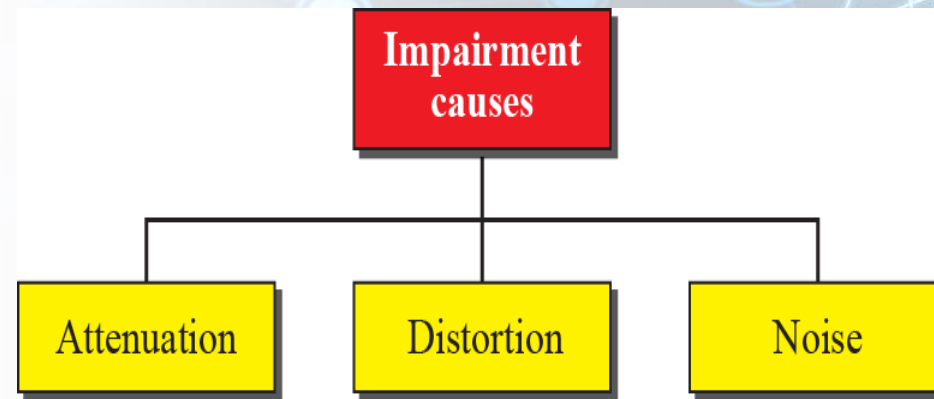 Impairment
causes
Attenuation
Distortion
Noise